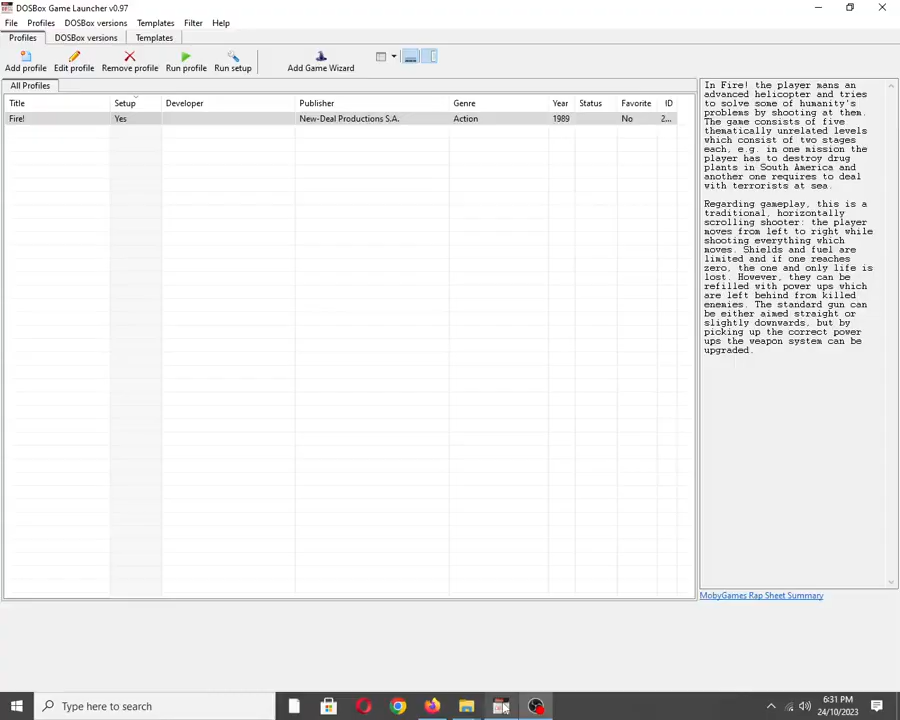 DOSBox Game Launcher v0.97
File Profiles DOSBox versions Templates Filter Help
Profiles DOSBox versions Templates
Add profile Edit profile Remove profile Run profile Run setup Add Game Wizard
All Profiles
Title Setup Developer Publisher Genre Year Status Favorite ID
Fire! Yes New-Deal Productions S.A. Action 1989 No 2...
In Fire! the player mans an
advanced helicopter and tries
to solve some of humanity's
problems by shooting at them.
The game consists of five
thematically unrelated levels
which consist of two stages
each, e.g. in one mission the
player has to destroy drug
plants in South America and
another one requires to deal
with terrorists at sea.
Regarding gameplay, this is a
traditional, horizontally
scrolling shooter: the player
moves from left to right while
shooting everything which
moves. Shields and fuel are
limited and if one reaches
zero, the one and only life is
lost. However, they can be
refilled with power ups which
are left behind from killed
enemies. The standard gun can
be either aimed straight or
slightly downwards, but by
picking up the correct power
ups the weapon system can be
upgraded.
MobyGames Rap Sheet Summary
Type here to search
6:31 PM
24/10/2023